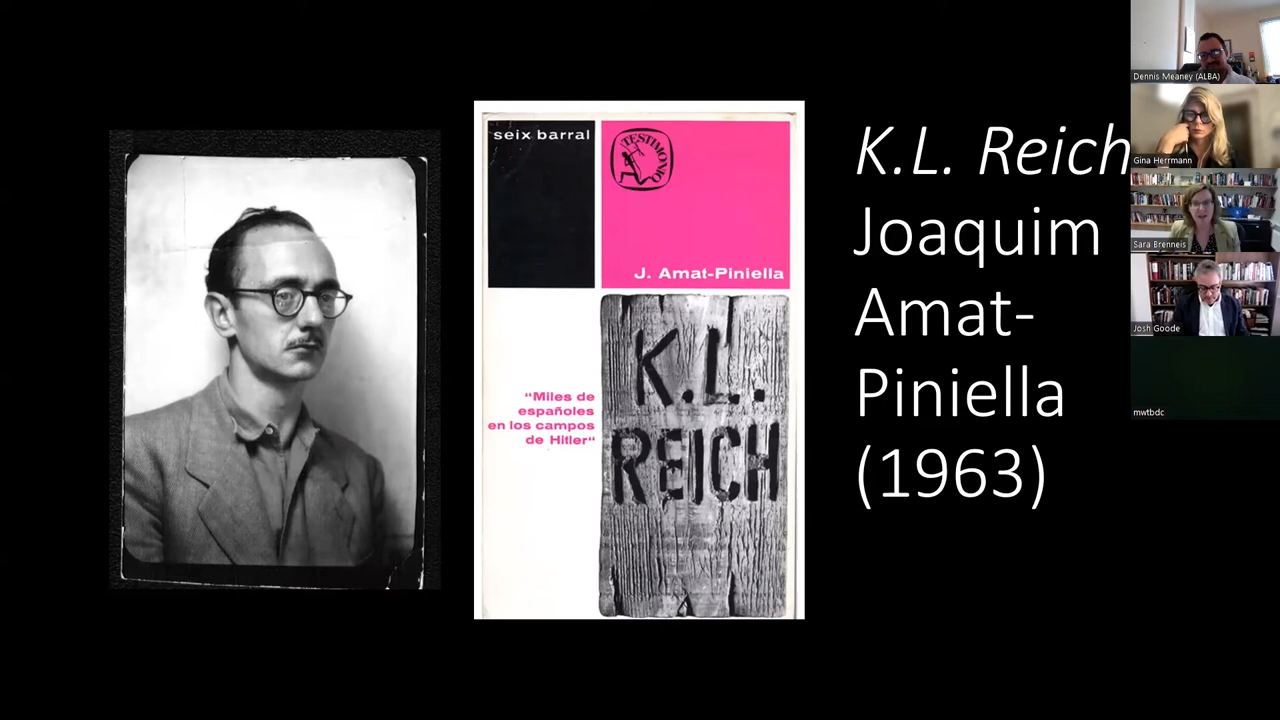 seix barral
TESTIMONIO
J. Amat-Piniella
"Miles de
españoles
en los campos
de Hitler"
K.L.
REICH
K.L. Reich
Joaquim
Amat-
Piniella
(1963)
Dennis Meaney (ALBA)
Gina Herrmann
Sara Brenneis
Josh Goode
mwtbdc